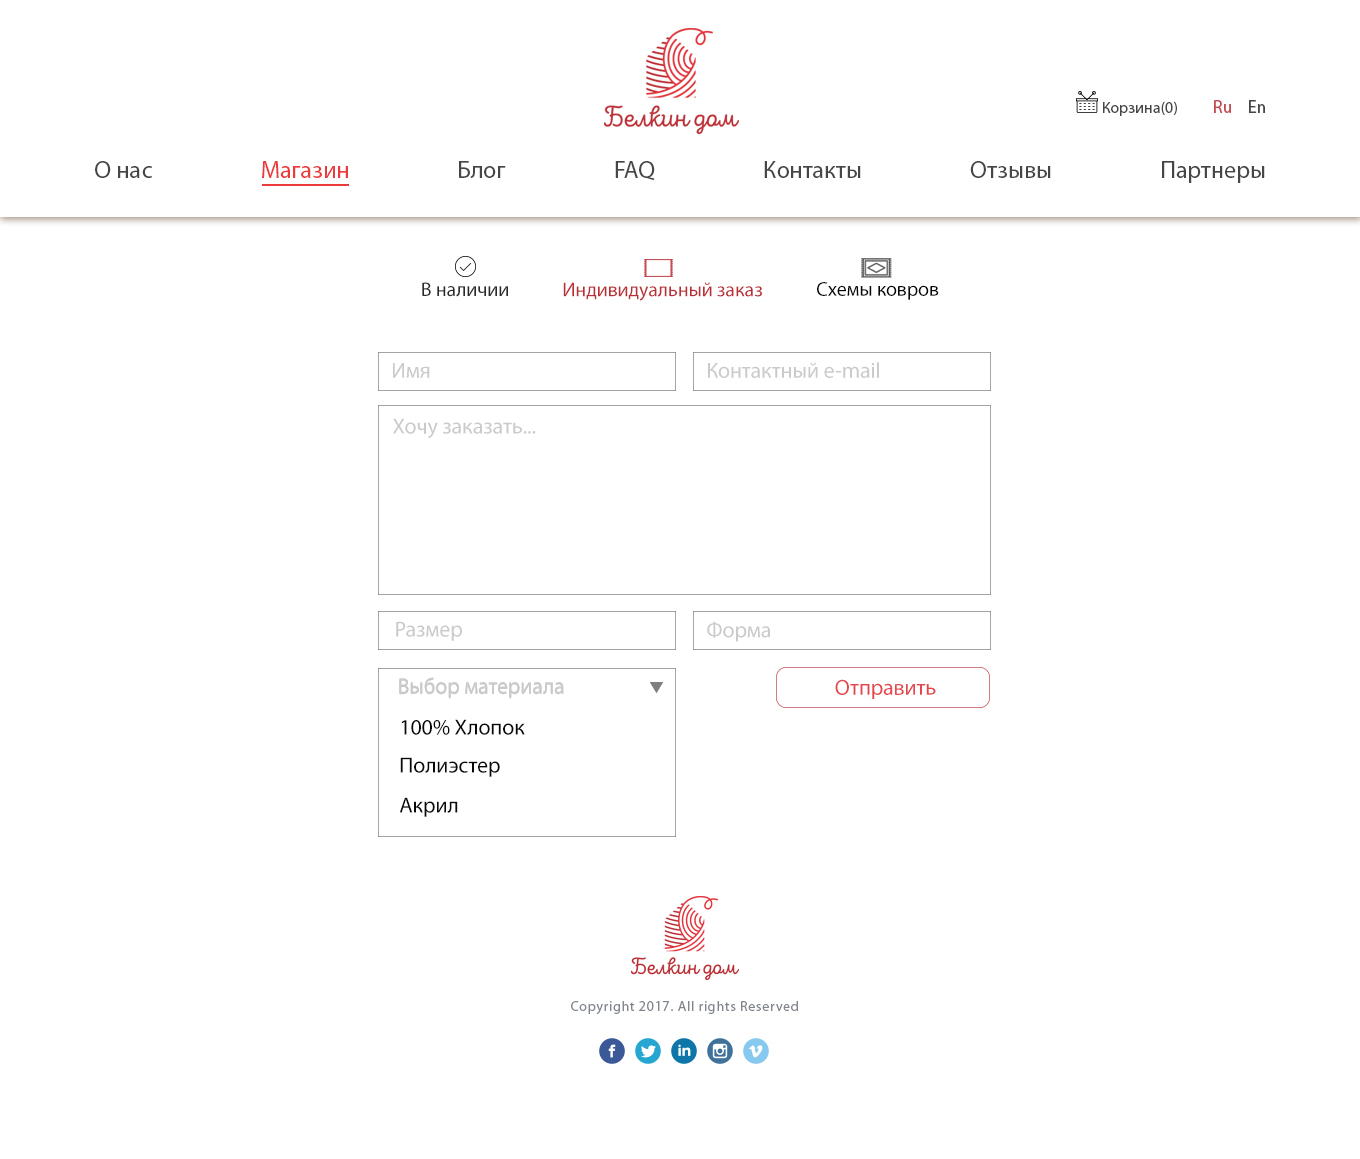 Белкин дом
Корзина(0) Ru En
О нас Магазин Блог FAQ Контакты Отзывы Партнеры
В наличии Индивидуальный заказ Схемы ковров
Имя Контактный e-mail
Хочу заказать...
Размер Форма
Выбор материала Отправить
100% Хлопок
Полиэстер
Акрил
Белкин дом
Copyright 2017. All rights Reserved